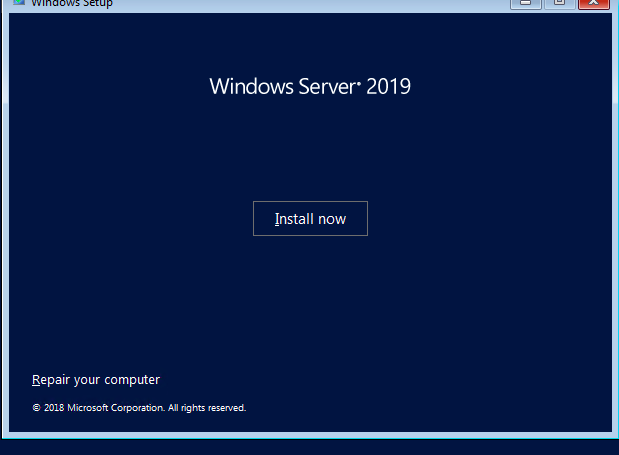 Windows Setup
Windows Server® 2019
Install now
Repair your computer
© 2018 Microsoft Corporation. All rights reserved.